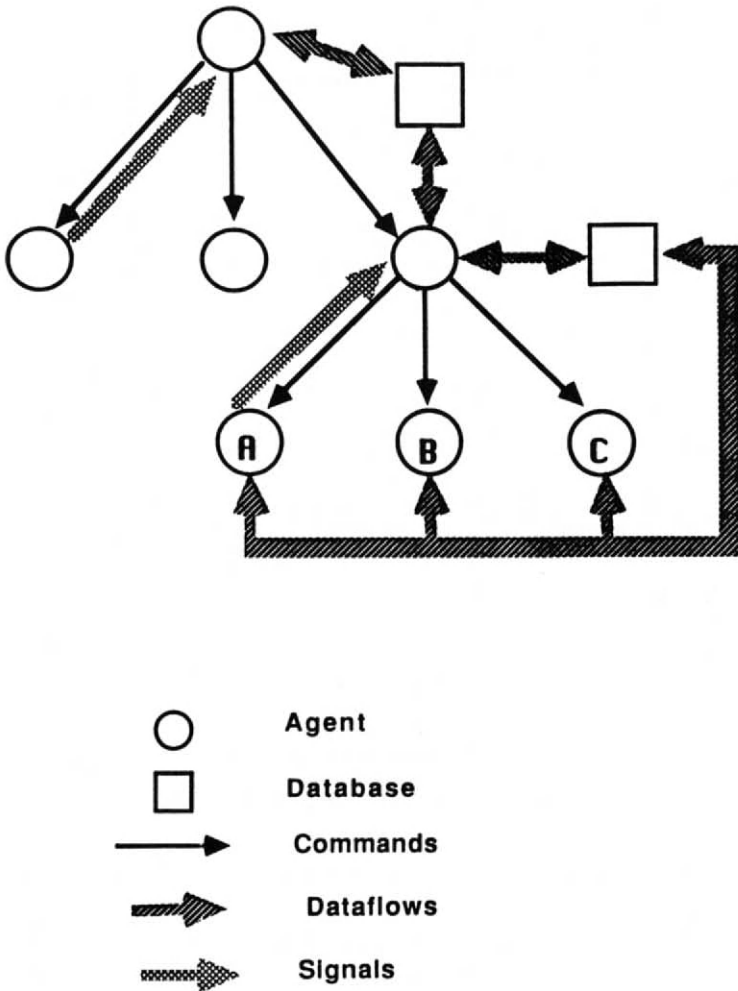 A
B
C
Agent
Database
Commands
Dataflows
Signals